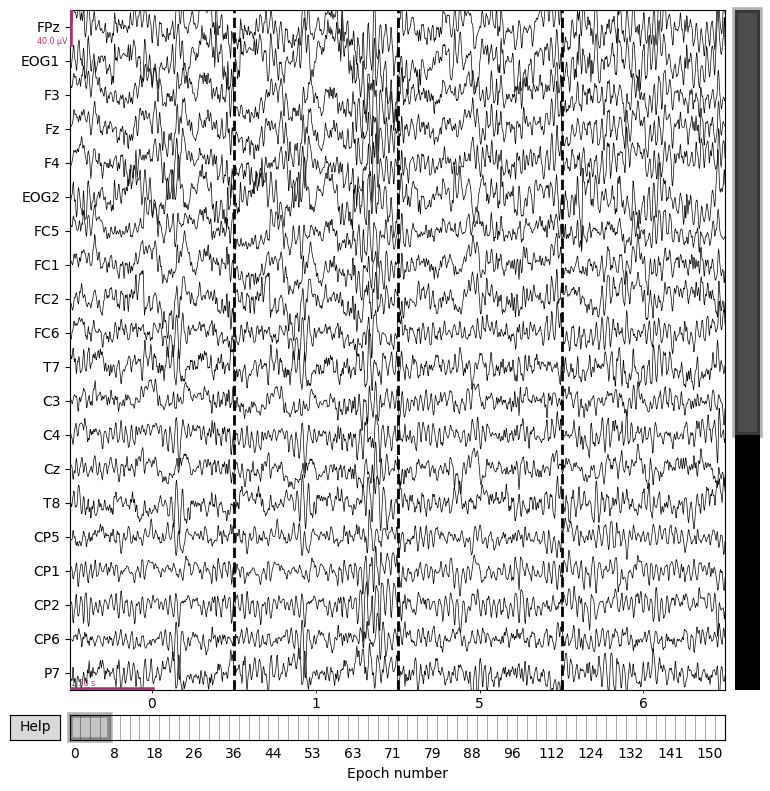 FPz
40.0 µV
EOG1
F3
Fz
F4
EOG2
FC5
FC1
FC2
FC6
T7
C3
C4
Cz
T8
CP5
CP1
CP2
CP6
P7
0 1 5 6
Help
0 8 18 26 36 44 53 63 71 79 88 96 112 124 132 141 150
Epoch number